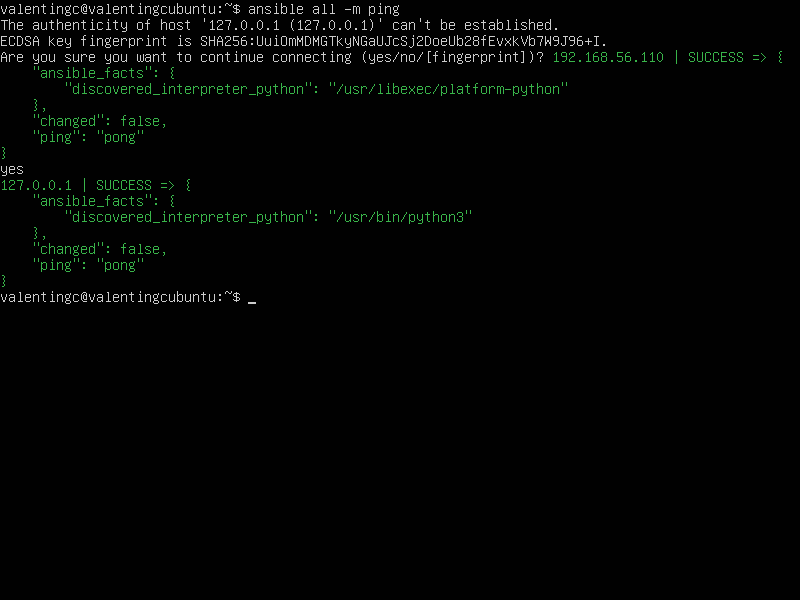 valentingc@valentingcubuntu:~$ ansible all -m ping
The authenticity of host '127.0.0.1 (127.0.0.1)' can't be established.
ECDSA key fingerprint is SHA256:UuiOmMDMGTkyNGaUJcSj2DoeUb28fEvxkVb7W9J96+I.
Are you sure you want to continue connecting (yes/no/[fingerprint])? 192.168.56.110 | SUCCESS => {
    "ansible_facts": {
        "discovered_interpreter_python": "/usr/libexec/platform-python"
    },
    "changed": false,
    "ping": "pong"
}
yes
127.0.0.1 | SUCCESS => {
    "ansible_facts": {
        "discovered_interpreter_python": "/usr/bin/python3"
    },
    "changed": false,
    "ping": "pong"
}
valentingc@valentingcubuntu:~$ _